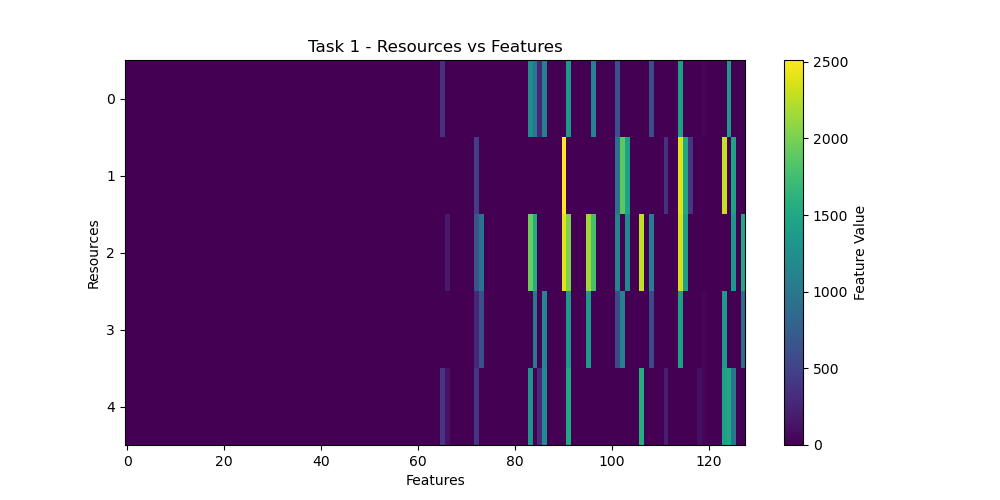 Task 1 - Resources vs Features
Resources
0
1
2
3
4
0 20 40 60 80 100 120
Features
2500
2000
1500
1000
500
0
Feature Value